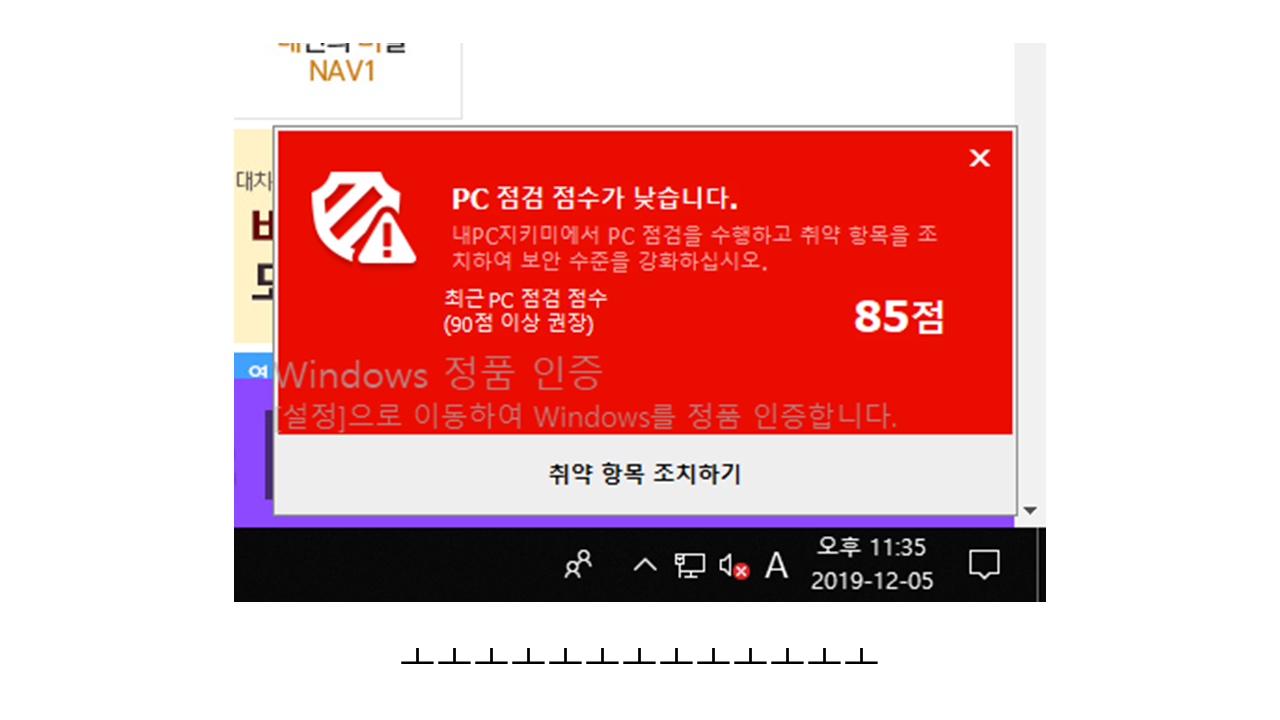 NAV1
대차
PC 점검 점수가 낮습니다.
내PC지키미에서 PC 점검을 수행하고 취약 항목을 조
치하여 보안 수준을 강화하십시오.
최근 PC 점검 점수
(90점 이상 권장)
85점
여
Windows 정품 인증
[설정]으로 이동하여 Windows를 정품 인증합니다.
취약 항목 조치하기
A
오후 11:35
2019-12-05
ㅗㅗㅗㅗㅗㅗㅗㅗㅗㅗㅗㅗㅗ